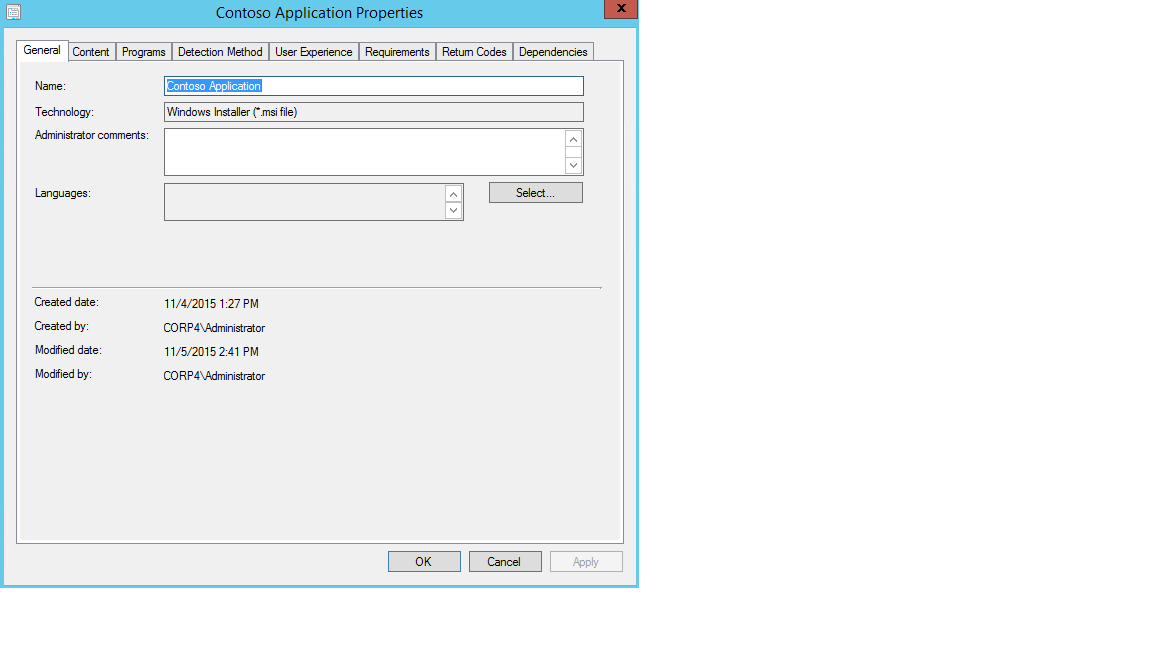 Contoso Application Properties
General Content Programs Detection Method User Experience Requirements Return Codes Dependencies
Name: Contoso Application
Technology: Windows Installer (*.msi file)
Administrator comments:
Languages: Select...
Created date: 11/4/2015 1:27 PM
Created by: CORP4\Administrator
Modified date: 11/5/2015 2:41 PM
Modified by: CORP4\Administrator
OK Cancel Apply